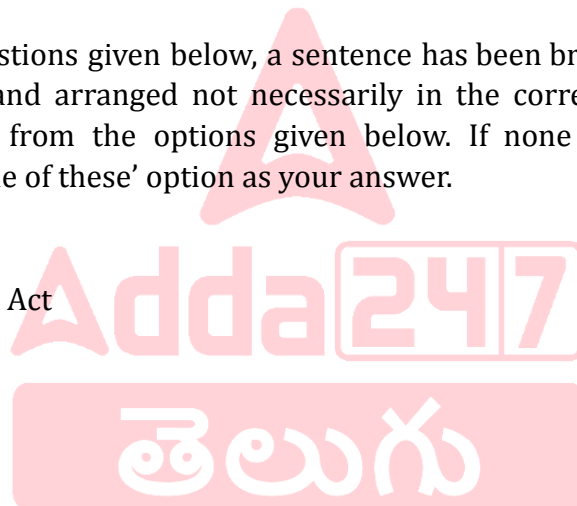 stions given below, a sentence has been br
and arranged not necessarily in the corre
from the options given below. If none
e of these’ option as your answer.
Act
Adda247
తెలుగు